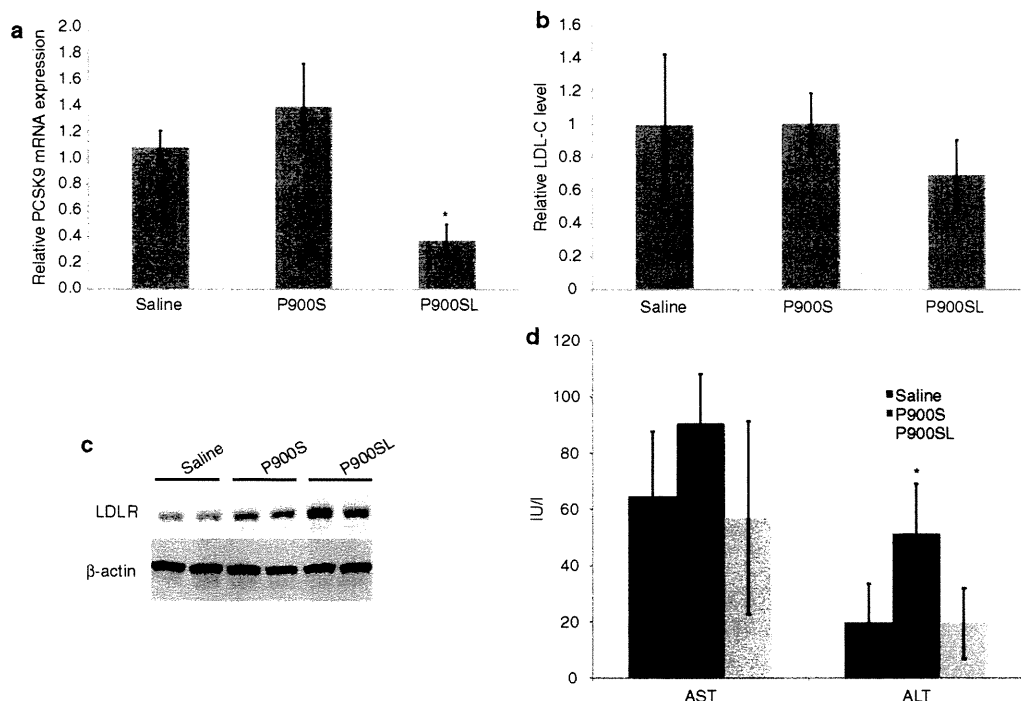 a
Relative PCSK9 mRNA expression
2.0
1.8
1.6
1.4
1.2
1.0
0.8
0.6
0.4
0.2
0.0
*
Saline P900S P900SL
b
Relative LDL-C level
1.6
1.4
1.2
1
0.8
0.6
0.4
0.2
0
Saline P900S P900SL
c
Saline P900S P900SL
LDLR
β-actin
d
IU/l
120
100
80
60
40
20
0
Saline
P900S
P900SL
*
AST ALT